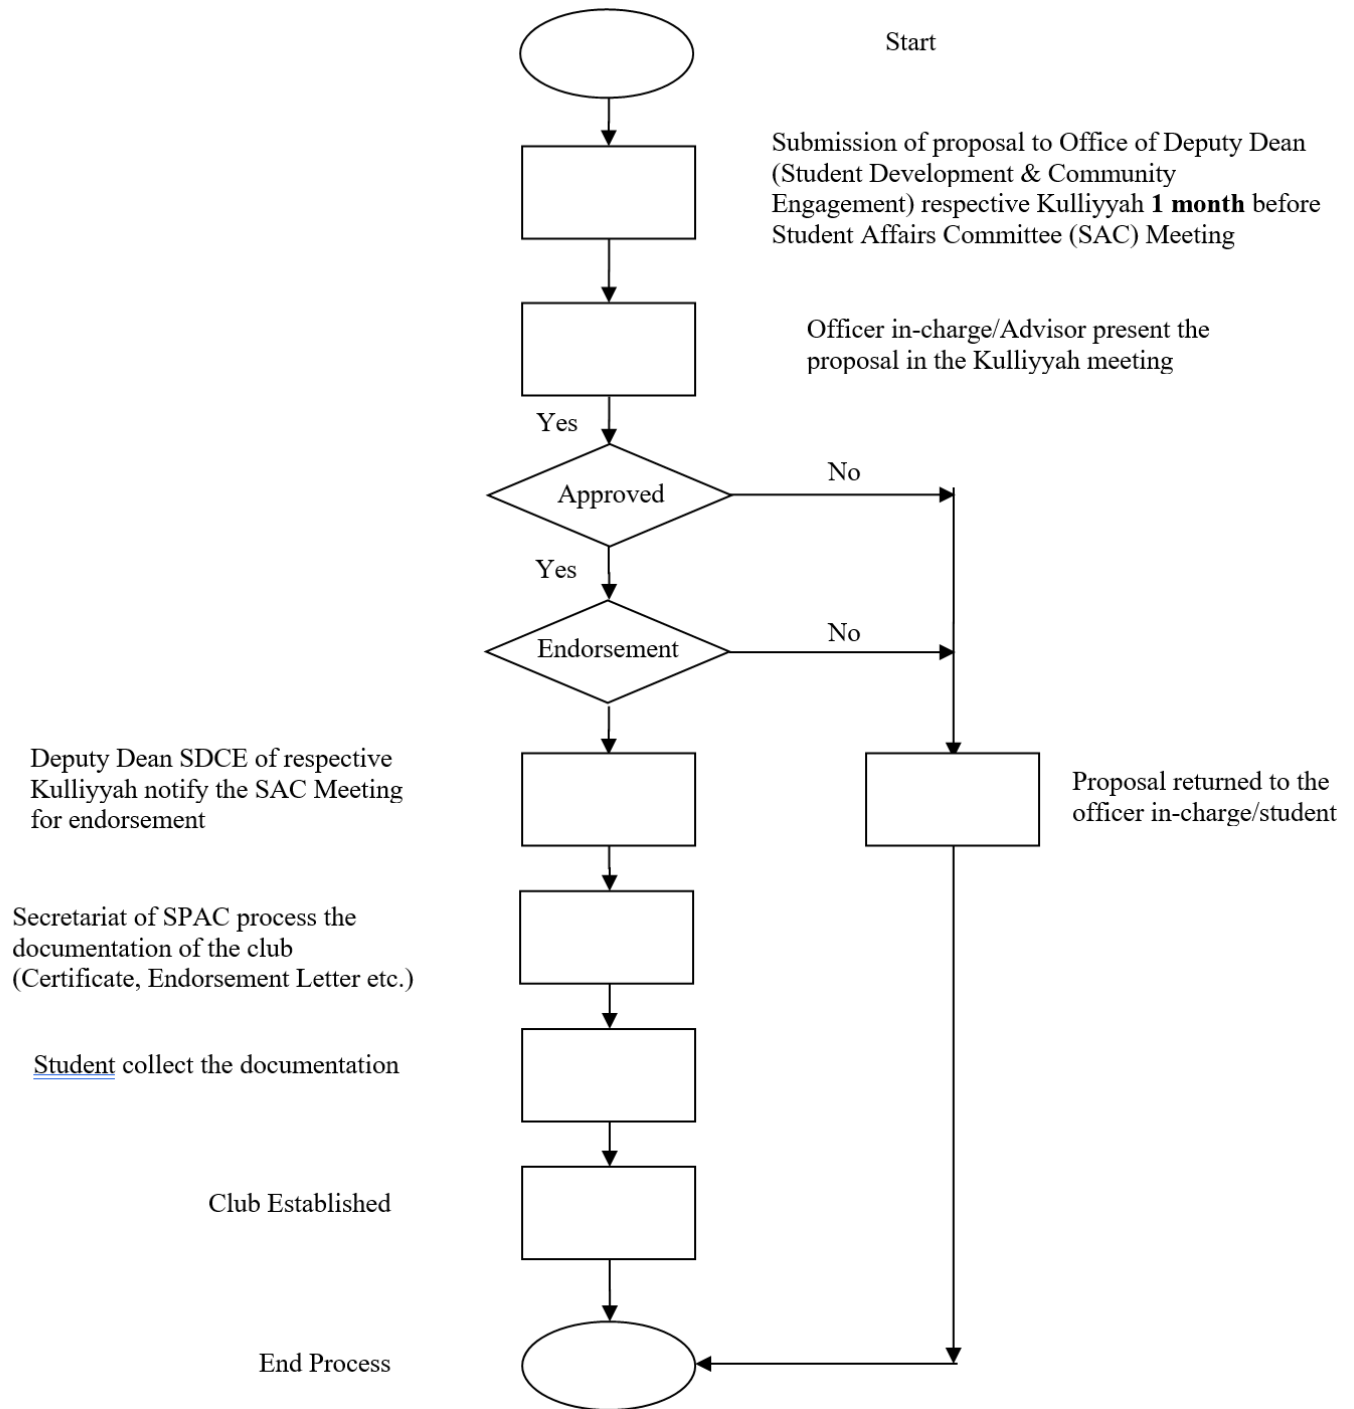 Start
Submission of proposal to Office of Deputy Dean
(Student Development & Community
Engagement) respective Kulliyyah 1 month before
Student Affairs Committee (SAC) Meeting
Officer in-charge/Advisor present the
proposal in the Kulliyyah meeting
Yes
No
Approved
Yes
No
Endorsement
Deputy Dean SDCE of respective
Kulliyyah notify the SAC Meeting
for endorsement
Proposal returned to the
officer in-charge/student
Secretariat of SPAC process the
documentation of the club
(Certificate, Endorsement Letter etc.)
Student collect the documentation
Club Established
End Process